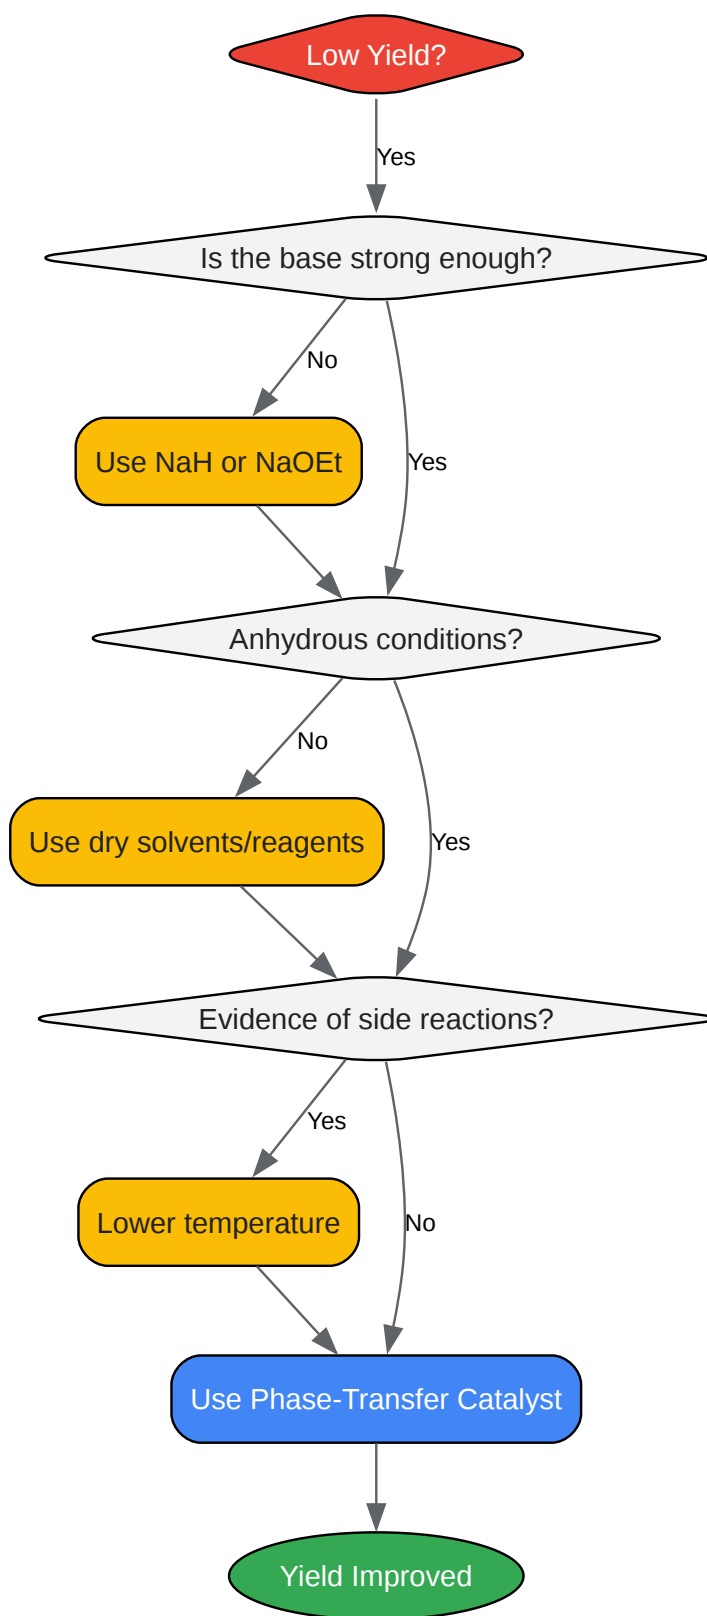 Low Yield?
Yes
Is the base strong enough?
No
Use NaH or NaOEt
Yes
Anhydrous conditions?
No
Use dry solvents/reagents
Yes
Evidence of side reactions?
Yes
Lower temperature
No
Use Phase-Transfer Catalyst
Yield Improved